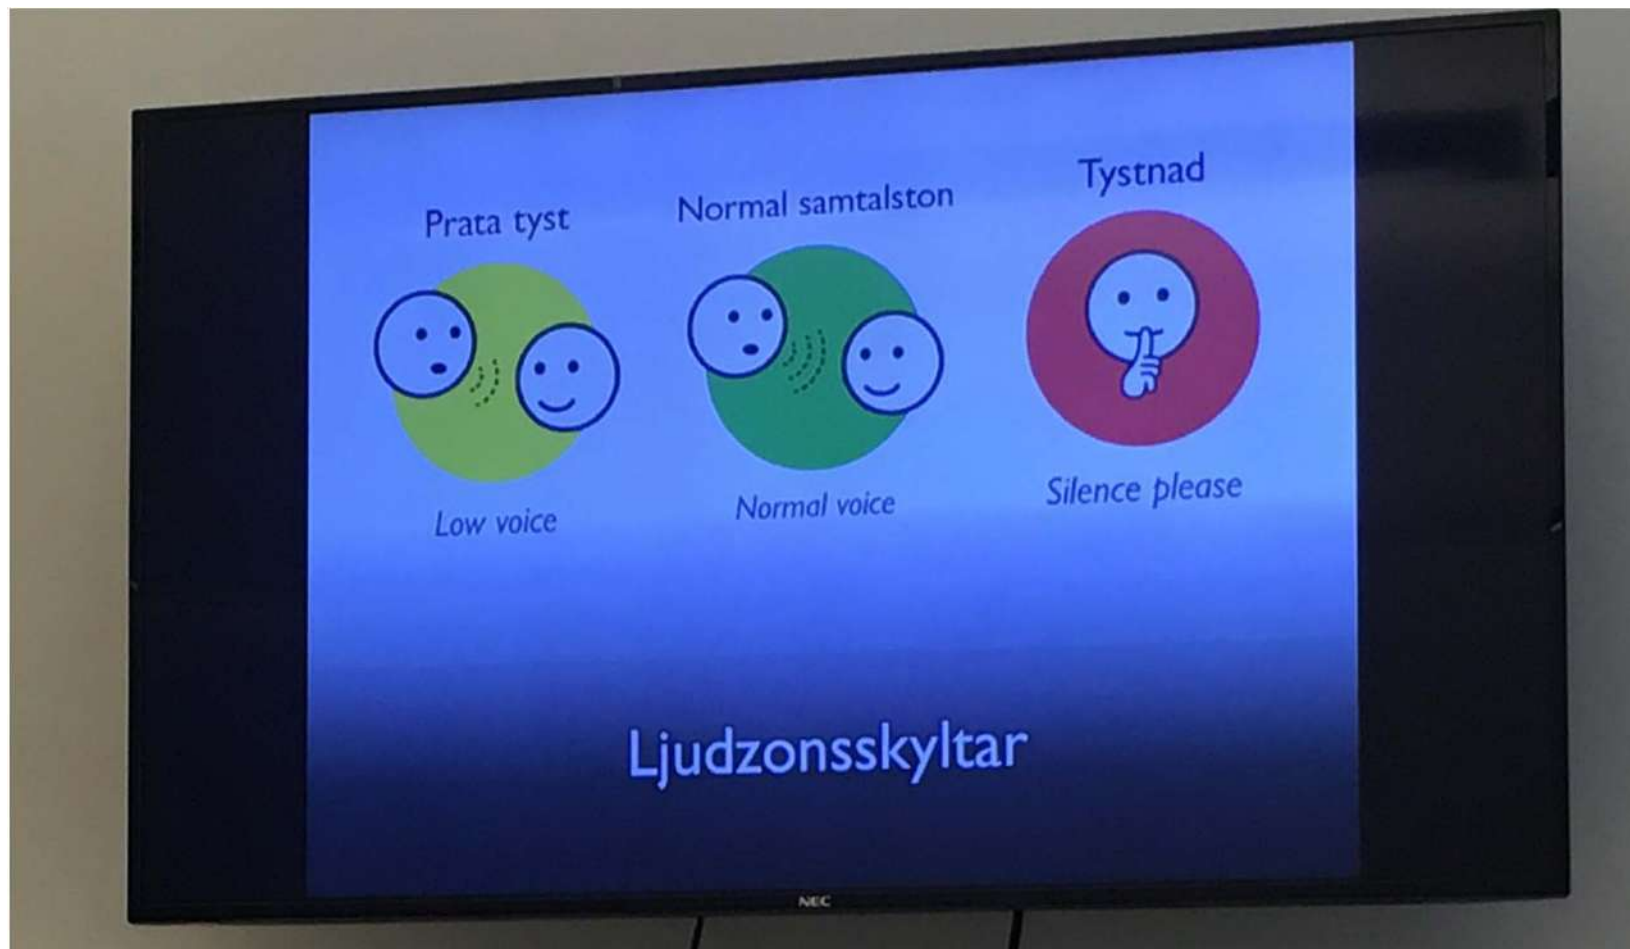 Prata tyst
Normal samtalston
Tystnad
Low voice
Normal voice
Silence please
Ljudzonsskyltar
NEC